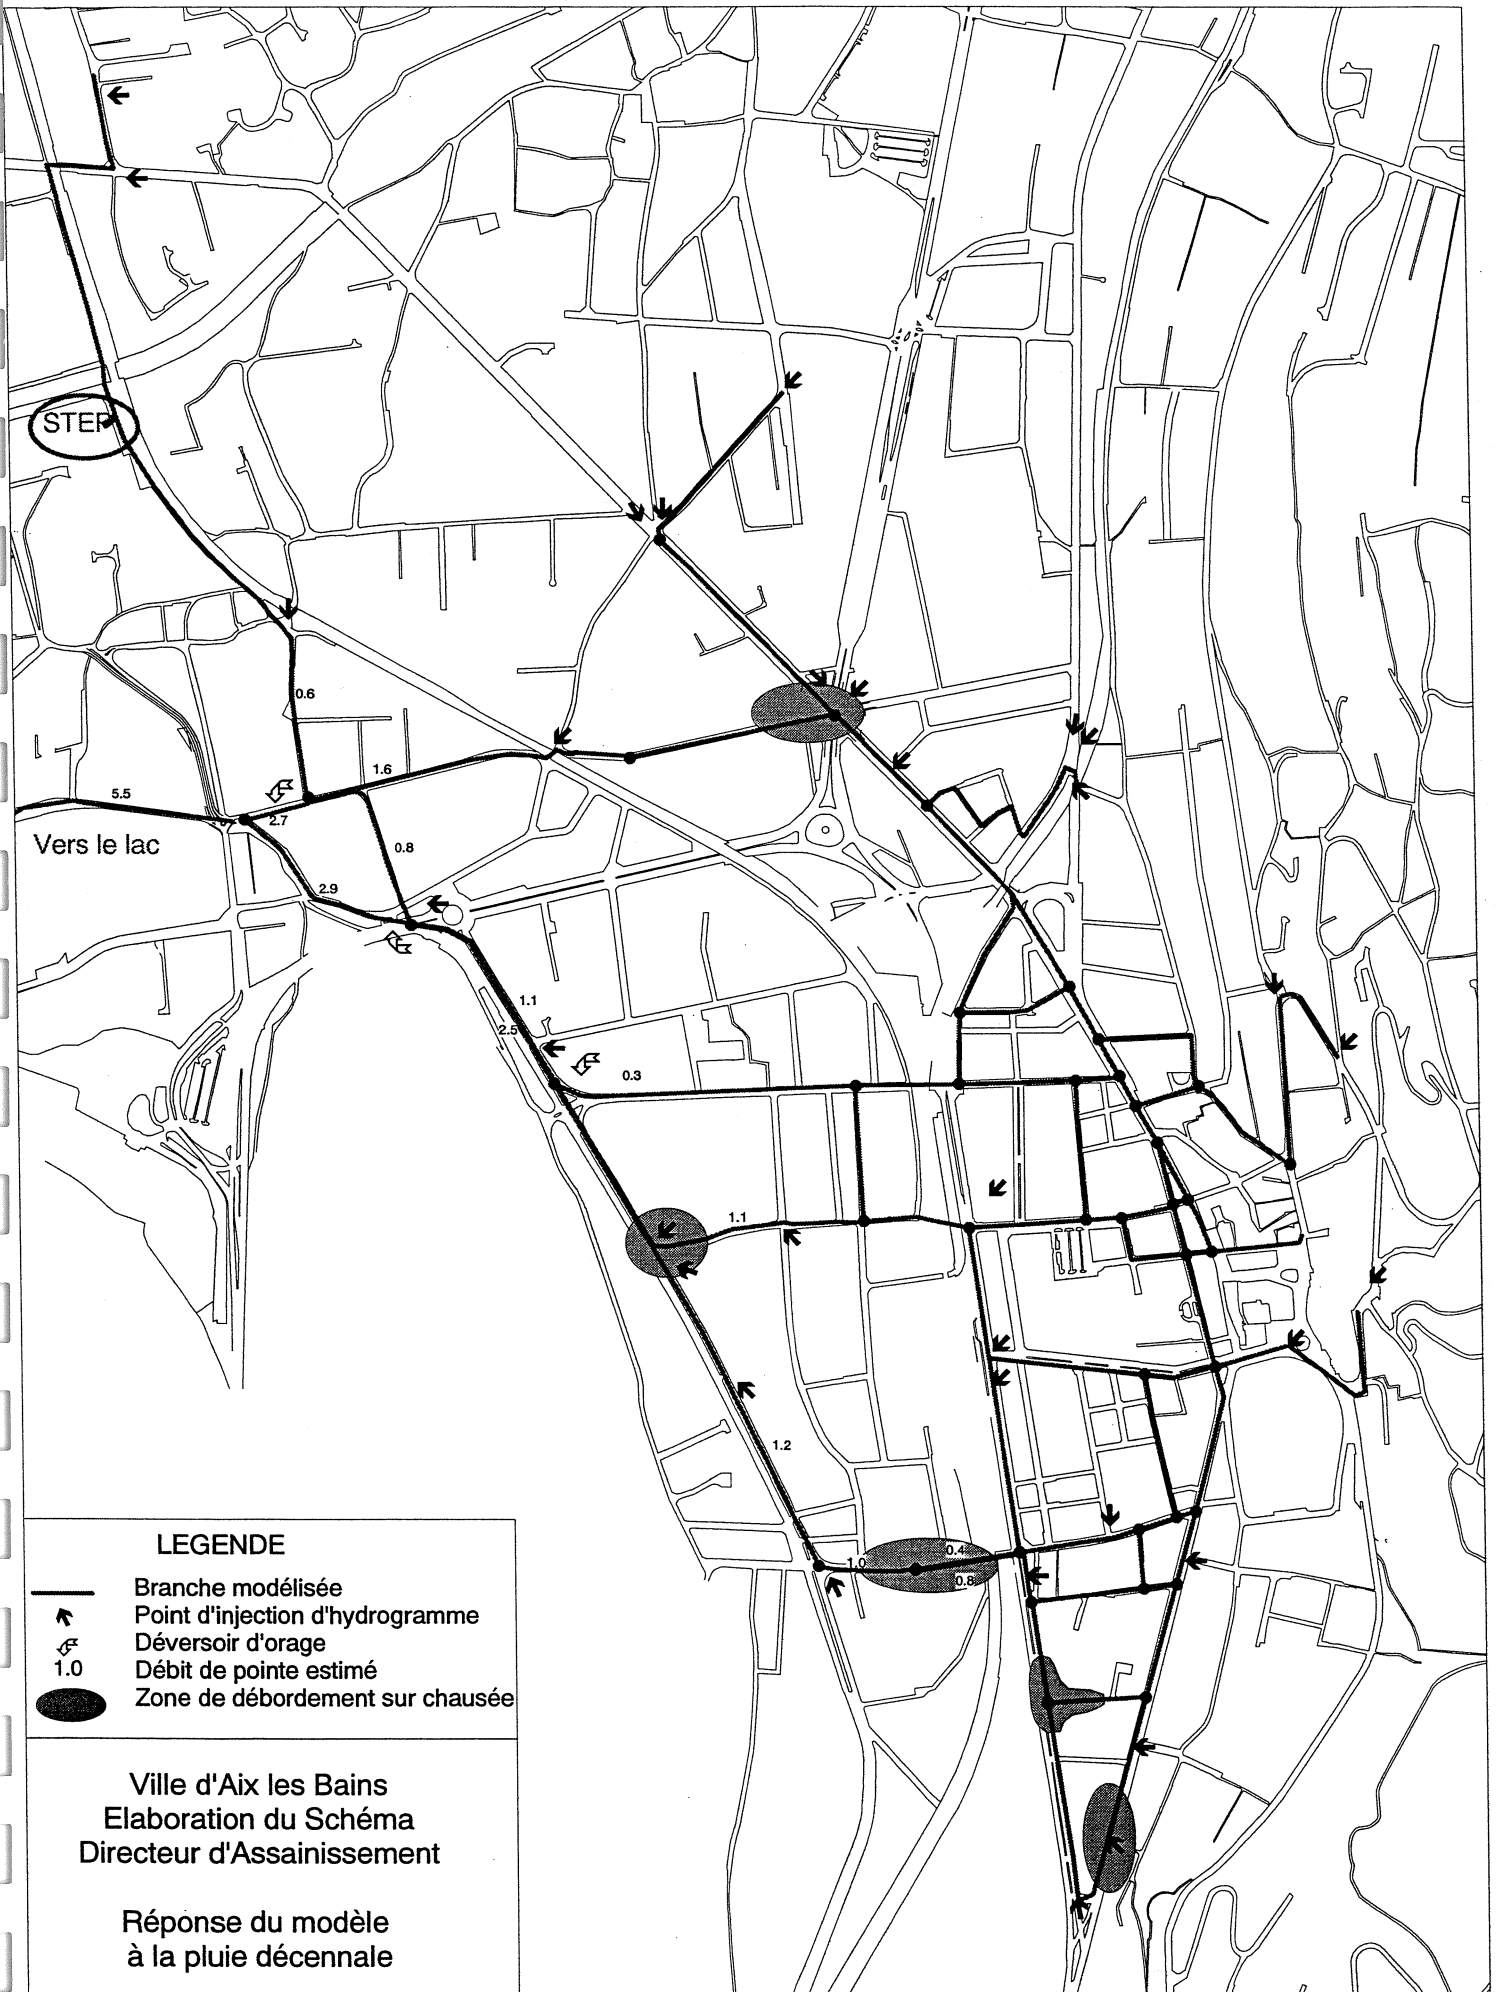 STEP
0.6
1.6
5.5
2.7
Vers le lac
0.8
2.9
1.1
2.5
0.3
1.1
1.2
0.4
1.0
0.8
LEGENDE
Branche modélisée
Point d'injection d'hydrogramme
Déversoir d'orage
1.0 Débit de pointe estimé
Zone de débordement sur chausée
Ville d'Aix les Bains
Elaboration du Schéma
Directeur d'Assainissement
Réponse du modèle
à la pluie décennale